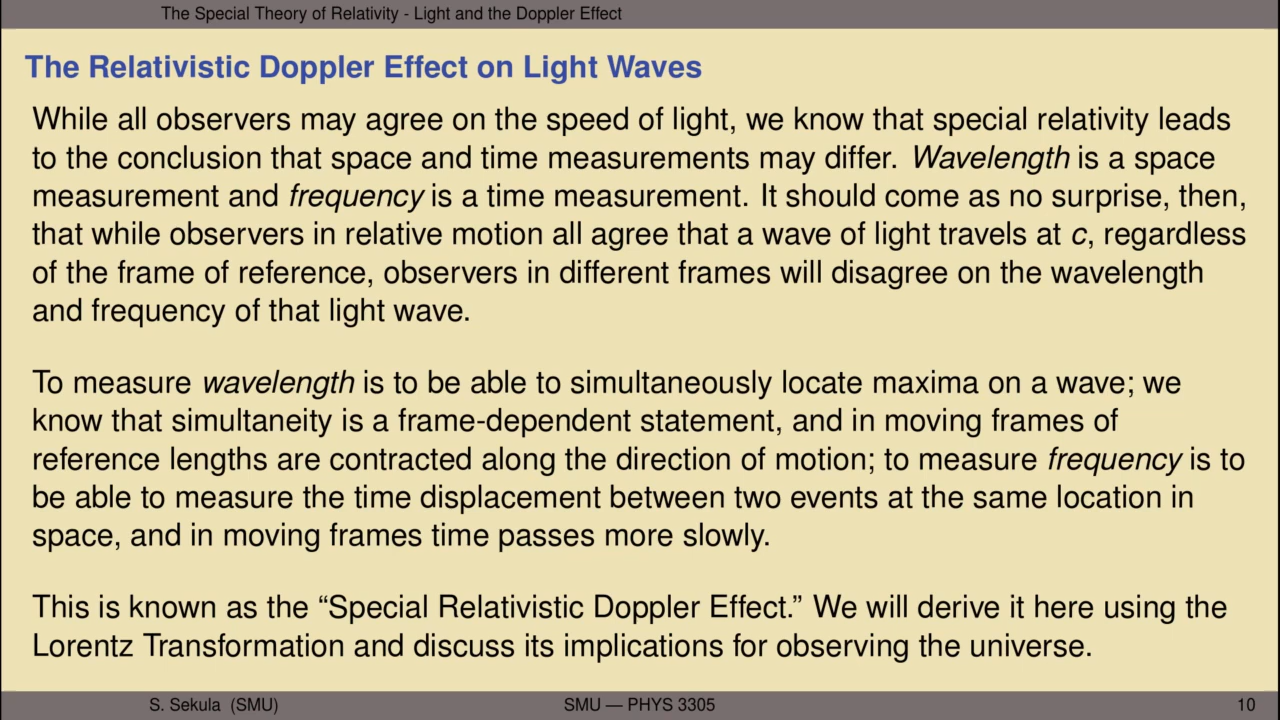 The Special Theory of Relativity - Light and the Doppler Effect
The Relativistic Doppler Effect on Light Waves
While all observers may agree on the speed of light, we know that special relativity leads
to the conclusion that space and time measurements may differ. Wavelength is a space
measurement and frequency is a time measurement. It should come as no surprise, then,
that while observers in relative motion all agree that a wave of light travels at c, regardless
of the frame of reference, observers in different frames will disagree on the wavelength
and frequency of that light wave.
To measure wavelength is to be able to simultaneously locate maxima on a wave; we
know that simultaneity is a frame-dependent statement, and in moving frames of
reference lengths are contracted along the direction of motion; to measure frequency is to
be able to measure the time displacement between two events at the same location in
space, and in moving frames time passes more slowly.
This is known as the “Special Relativistic Doppler Effect.” We will derive it here using the
Lorentz Transformation and discuss its implications for observing the universe.
S. Sekula (SMU)
SMU — PHYS 3305
10